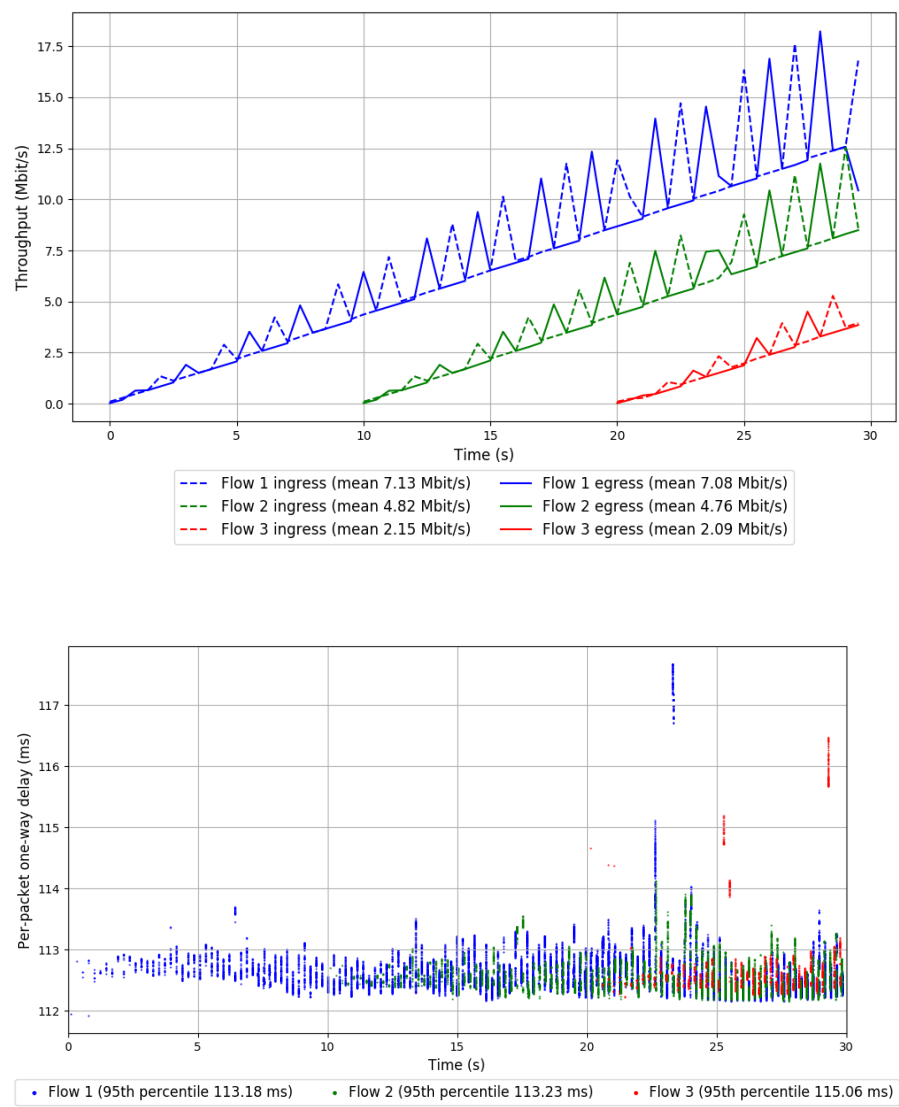 Throughput (Mbit/s)
17.5
15.0
12.5
10.0
7.5
5.0
2.5
0.0
0 5 10 15 20 25 30
Time (s)
Flow 1 ingress (mean 7.13 Mbit/s) Flow 1 egress (mean 7.08 Mbit/s)
Flow 2 ingress (mean 4.82 Mbit/s) Flow 2 egress (mean 4.76 Mbit/s)
Flow 3 ingress (mean 2.15 Mbit/s) Flow 3 egress (mean 2.09 Mbit/s)
Per-packet one-way delay (ms)
117
116
115
114
113
112
0 5 10 15 20 25 30
Time (s)
Flow 1 (95th percentile 113.18 ms) Flow 2 (95th percentile 113.23 ms) Flow 3 (95th percentile 115.06 ms)